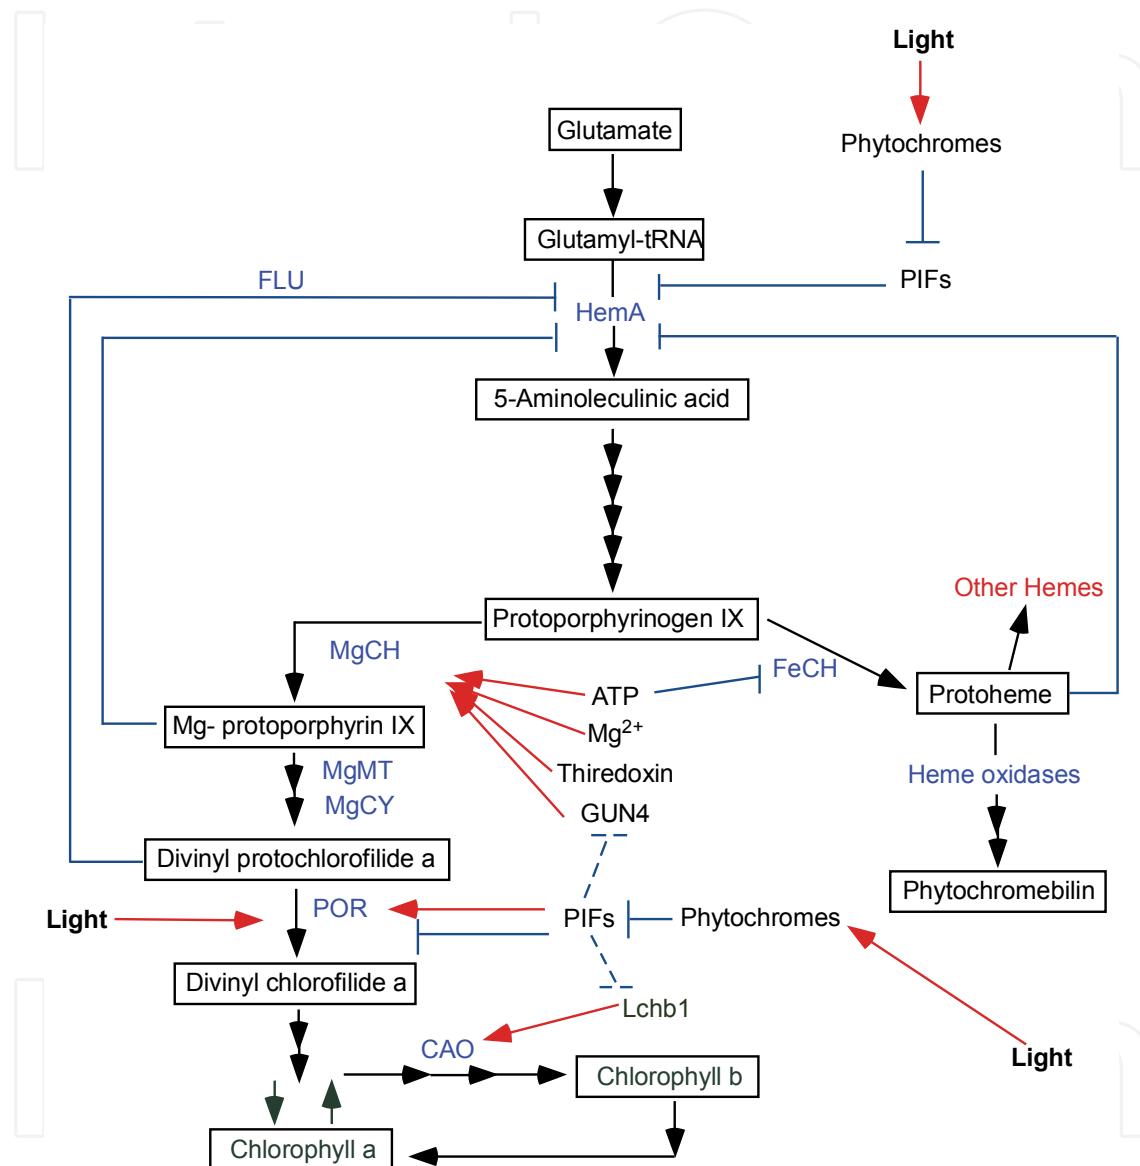 Light
Glutamate
Phytochromes
Glutamyl-tRNA
FLU
PIFs
HemA
5-Aminoleculinic acid
Other Hemes
Protoporphyrinogen IX
MgCH
FeCH
ATP
Protoheme
Mg- protoporphyrin IX
Mg2+
MgMT
Thiredoxin
Heme oxidases
MgCY
GUN4
Divinyl protochlorofilide a
Phytochromebilin
POR
Light
PIFs
Phytochromes
Divinyl chlorofilide a
Lchb1
CAO
Light
Chlorophyll b
Chlorophyll a